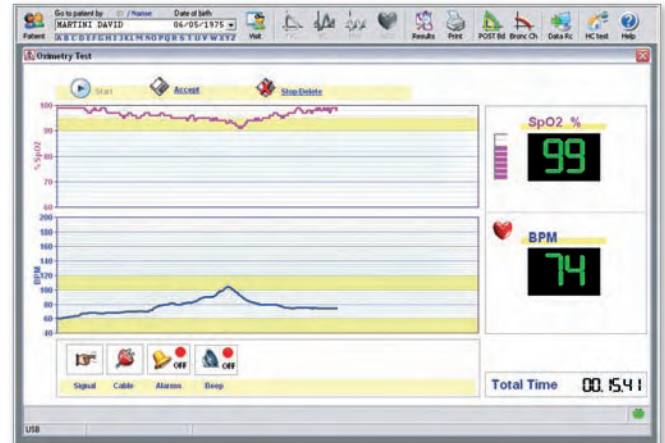 Go to patient by ID / Name Date of birth
MARTINI DAVID 06/05/1975
A B C D E F G H I J K L M N O P Q R S T U V W X Y Z
Patient Visit Results Print POST Bd Bronc Ch Data Rc HC test Help
Oximetry Test
Start Accept Stop/Delete
100
90
80
70
60
% SpO2
200
180
160
140
120
100
80
60
40
BPM
SpO2 %
99
BPM
74
OFF OFF
Signal Cable Alarms Beep
Total Time 00.15.41
USB